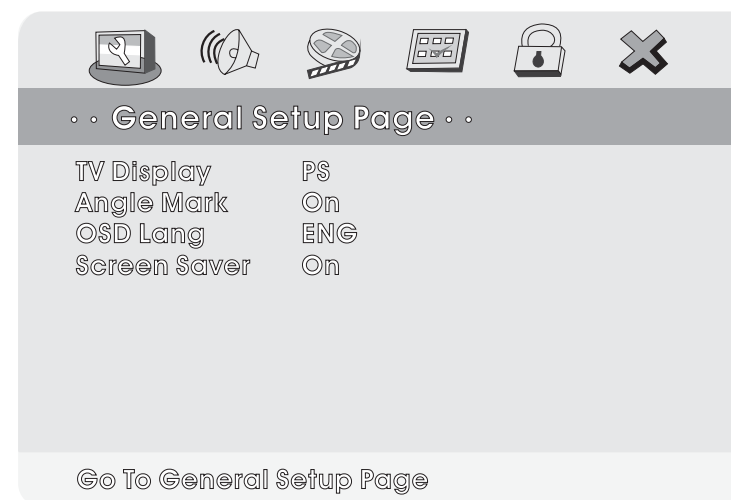 · · General Setup Page · ·
TV Display PS
Angle Mark On
OSD Lang ENG
Screen Saver On
Go To General Setup Page